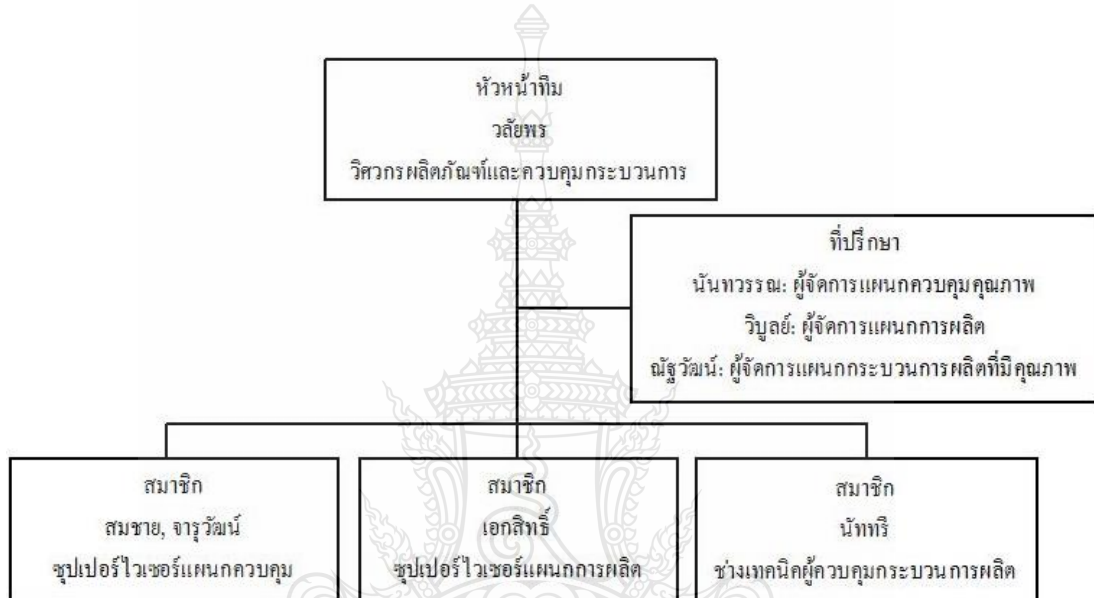 หัวหน้าทีม
วลัยพร
วิศวกรผลิตภัณฑ์และควบคุมกระบวนการ
ที่ปรึกษา
นันทวรรณ: ผู้จัดการแผนกควบคุมคุณภาพ
วิบูลย์: ผู้จัดการแผนกการผลิต
ณัฐวัฒน์: ผู้จัดการแผนกกระบวนการผลิตที่มีคุณภาพ
สมาชิก
สมชาย, จารุวัฒน์
ซุปเปอร์ไวเซอร์แผนกควบคุม
สมาชิก
เอกสิทธิ์
ซุปเปอร์ไวเซอร์แผนกการผลิต
สมาชิก
นัททรี
ช่างเทคนิคผู้ควบคุมกระบวนการผลิต